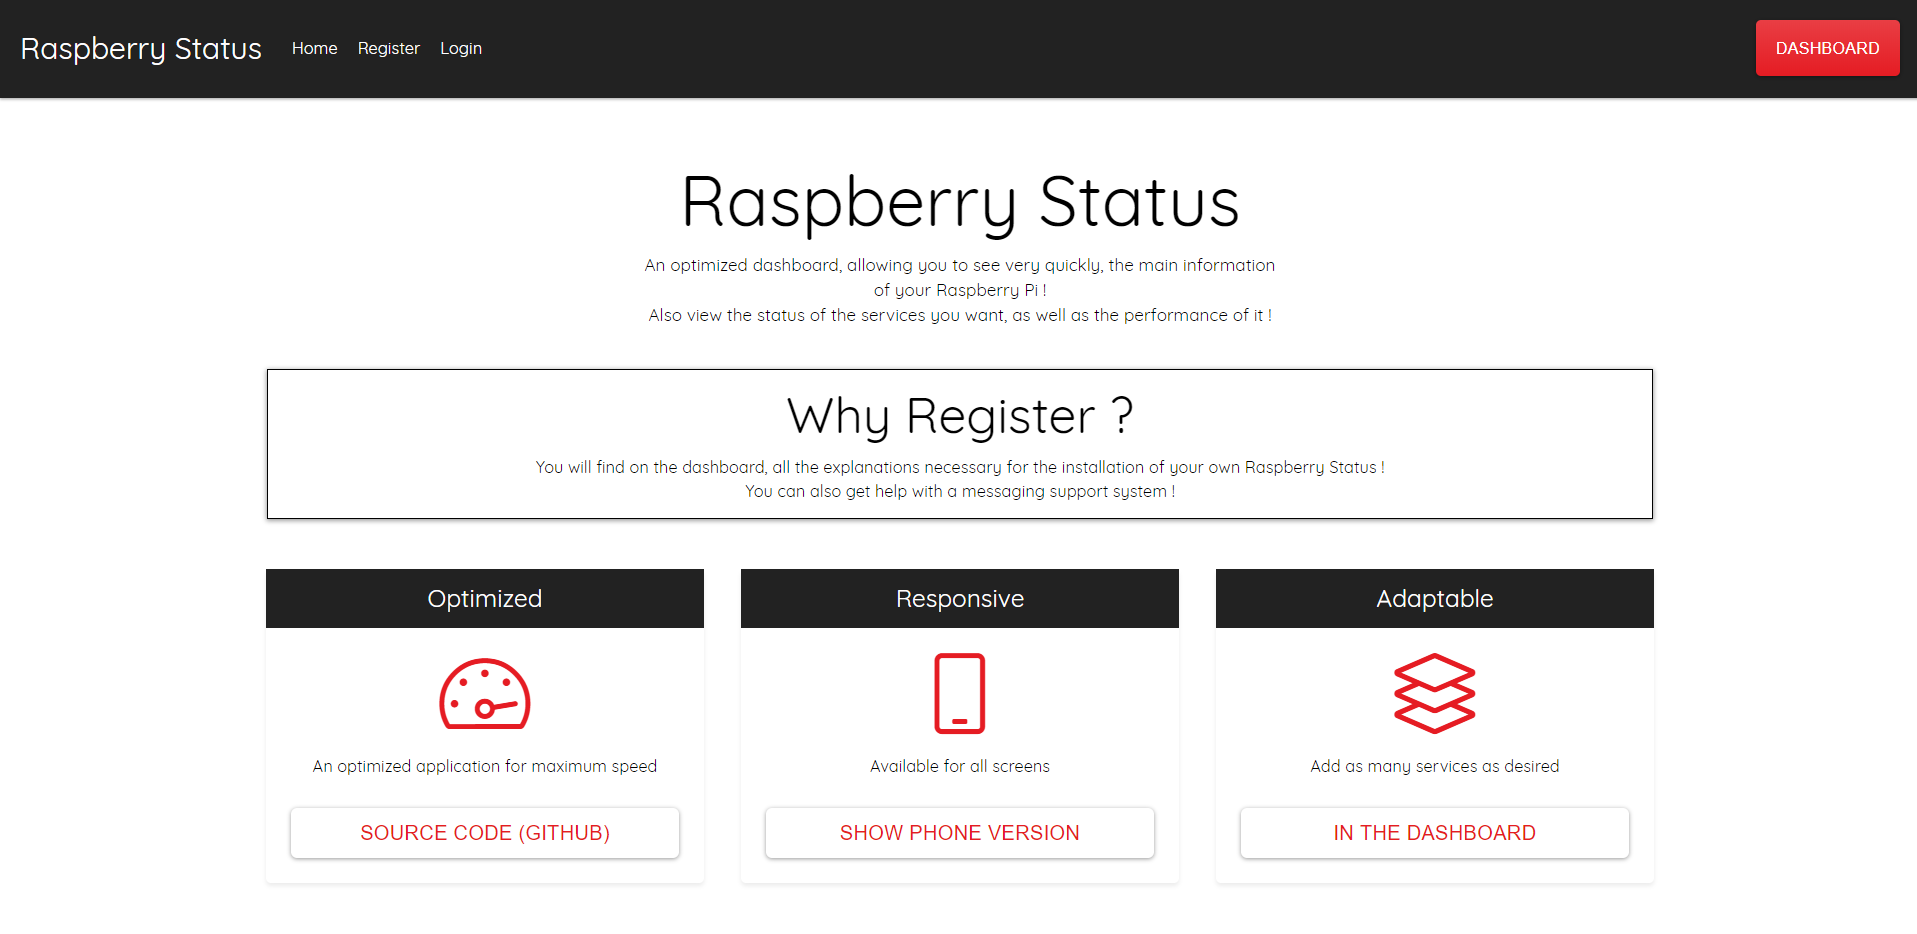 Raspberry Status
Home
Register
Login
DASHBOARD
Raspberry Status
An optimized dashboard, allowing you to see very quickly, the main information
of your Raspberry Pi !
Also view the status of the services you want, as well as the performance of it !
Why Register ?
You will find on the dashboard, all the explanations necessary for the installation of your own Raspberry Status !
You can also get help with a messaging support system !
Optimized
An optimized application for maximum speed
SOURCE CODE (GITHUB)
Responsive
Available for all screens
SHOW PHONE VERSION
Adaptable
Add as many services as desired
IN THE DASHBOARD